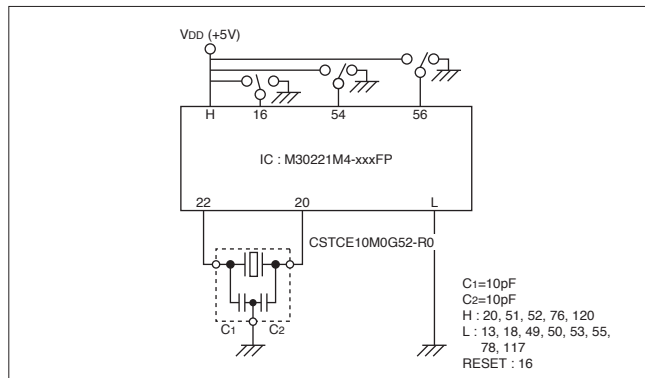 VDD (+5V)
H 16 54 56
IC : M30221M4-xxxFP
22 20 L
CSTCE10M0G52-R0
C1 C2
C1=10pF
C2=10pF
H : 20, 51, 52, 76, 120
L : 13, 18, 49, 50, 53, 55,
78, 117
RESET : 16